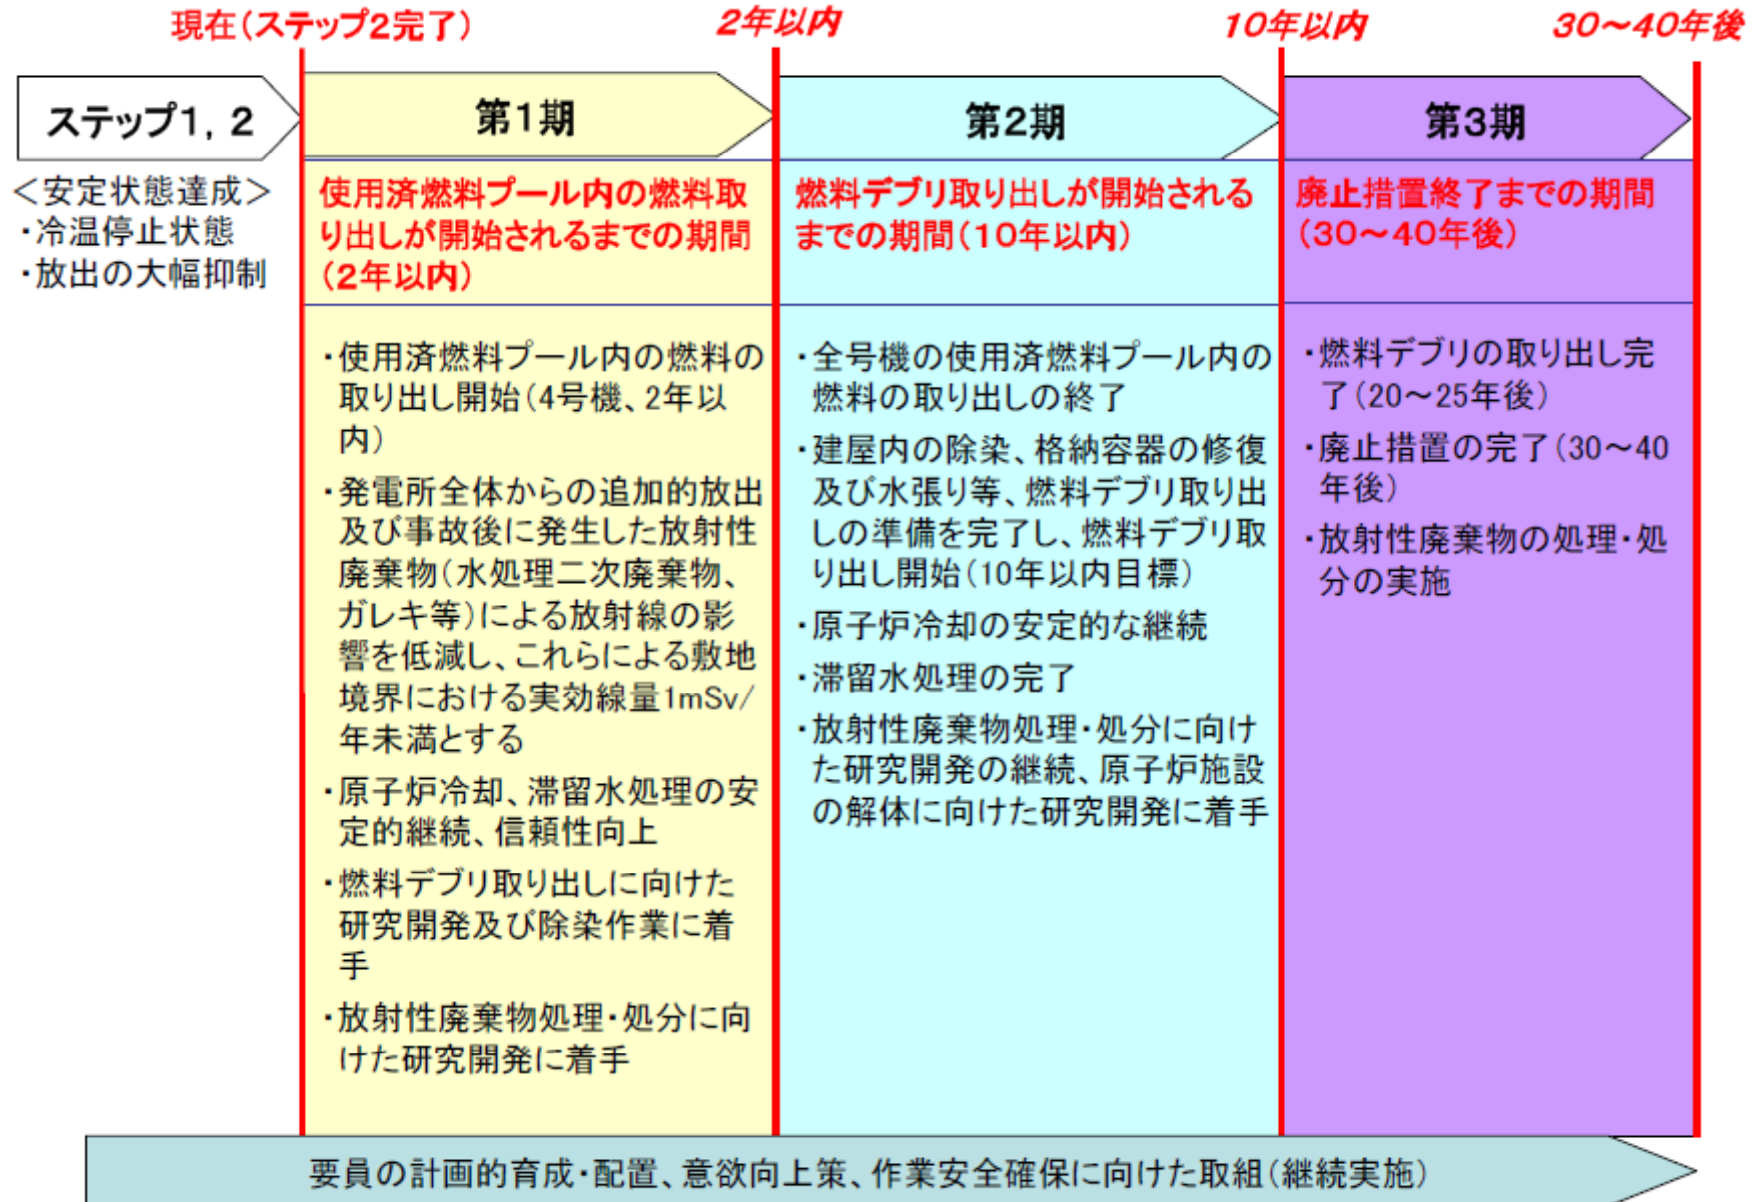 現在(ステップ2完了)
2年以内
10年以内
30～40年後
ステップ1, 2
第1期
第2期
第3期
＜安定状態達成＞
・冷温停止状態
・放出の大幅抑制
使用済燃料プール内の燃料取
り出しが開始されるまでの期間
(2年以内)
燃料デブリ取り出しが開始される
までの期間(10年以内)
廃止措置終了までの期間
(30～40年後)
・使用済燃料プール内の燃料の
取り出し開始(4号機、2年以
内)
・発電所全体からの追加的放出
及び事故後に発生した放射性
廃棄物(水処理二次廃棄物、
ガレキ等)による放射線の影
響を低減し、これらによる敷地
境界における実効線量1mSv/
年未満とする
・原子炉冷却、滞留水処理の安
定的継続、信頼性向上
・燃料デブリ取り出しに向けた
研究開発及び除染作業に着
手
・放射性廃棄物処理・処分に向
けた研究開発に着手
・全号機の使用済燃料プール内の
燃料の取り出しの終了
・建屋内の除染、格納容器の修復
及び水張り等、燃料デブリ取り出
しの準備を完了し、燃料デブリ取
り出し開始(10年以内目標)
・原子炉冷却の安定的な継続
・滞留水処理の完了
・放射性廃棄物処理・処分に向け
た研究開発の継続、原子炉施設
の解体に向けた研究開発に着手
・燃料デブリの取り出し完
了(20～25年後)
・廃止措置の完了(30～40
年後)
・放射性廃棄物の処理・処
分の実施
要員の計画的育成・配置、意欲向上策、作業安全確保に向けた取組(継続実施)